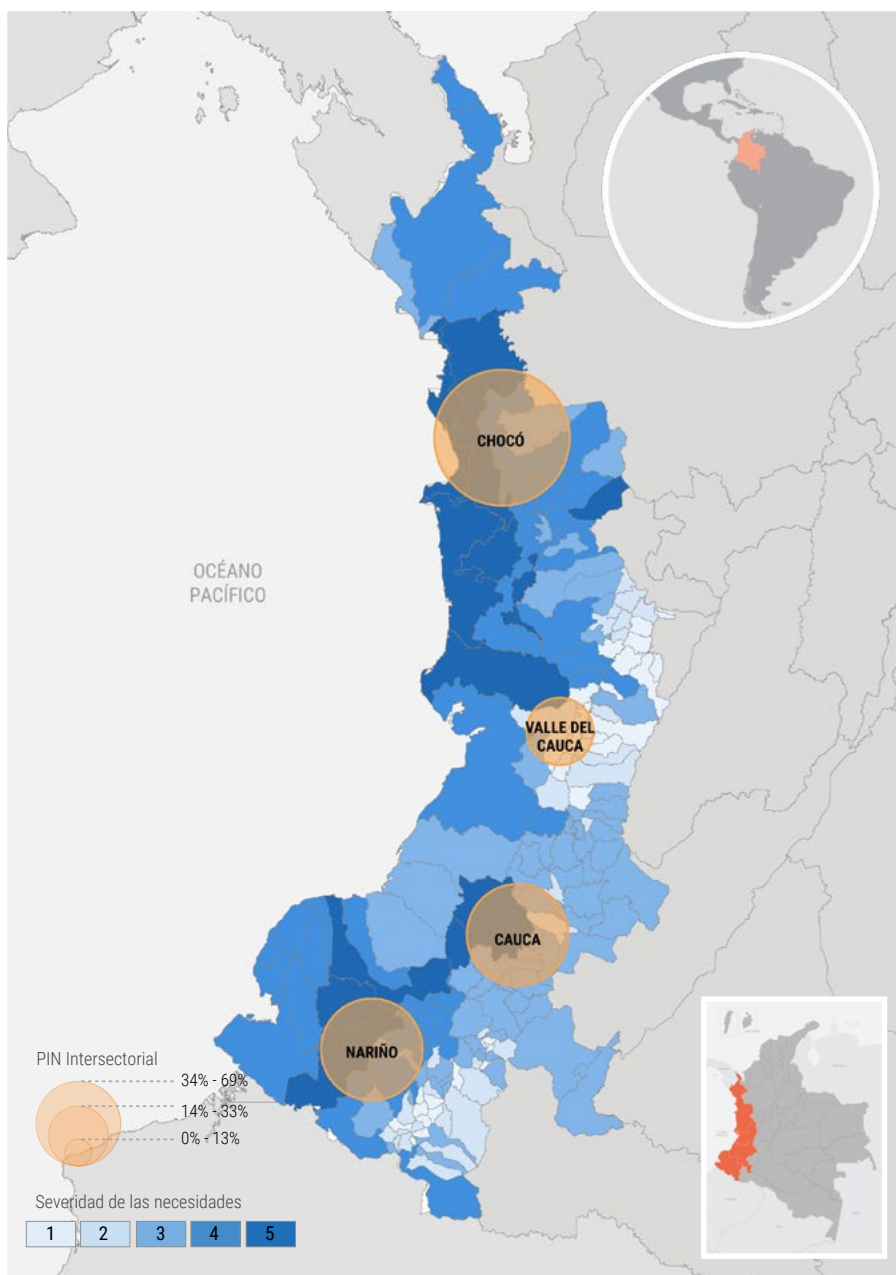 CHOCÓ
OCÉANO
PACÍFICO
VALLE DEL
CAUCA
CAUCA
NARIÑO
PIN Intersectorial
34% - 69%
14% - 33%
0% - 13%
Severidad de las necesidades
1 2 3 4 5